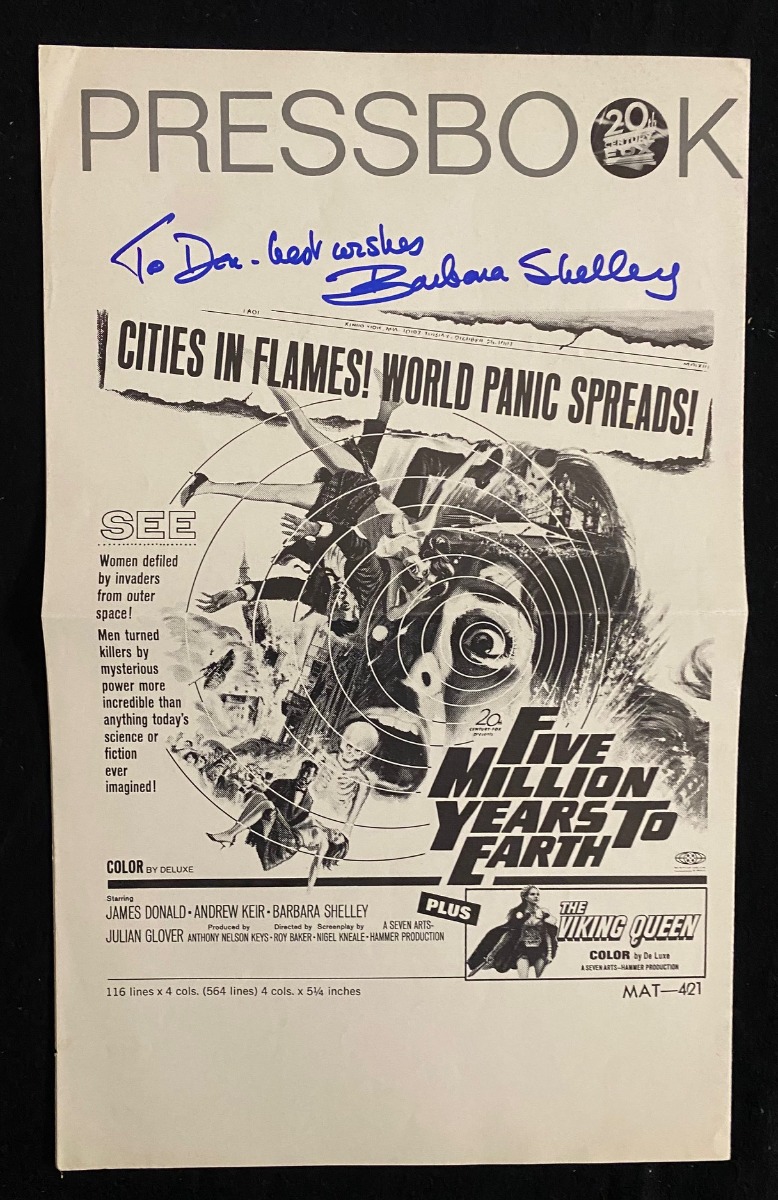 PRESSBOOK
20th
CENTURY
FOX
To Don - best wishes
Barbara Shelley
CITIES IN FLAMES! WORLD PANIC SPREADS!
SEE
Women defiled
by invaders
from outer
space!
Men turned
killers by
mysterious
power more
incredible than
anything today's
science or
fiction
ever
imagined!
20th
CENTURY-FOX
Presents
FIVE
MILLION
YEARS TO
EARTH
COLOR BY DELUXE
Starring
JAMES DONALD • ANDREW KEIR • BARBARA SHELLEY
JULIAN GLOVER
Produced by
ANTHONY NELSON KEYS •
Directed by
ROY BAKER •
Screenplay by
NIGEL KNEALE •
A SEVEN ARTS-
HAMMER PRODUCTION
PLUS
THE
VIKING QUEEN
COLOR by De Luxe
A SEVEN ARTS-HAMMER PRODUCTION
116 lines x 4 cols. (564 lines) 4 cols. x 5¼ inches
MAT—421